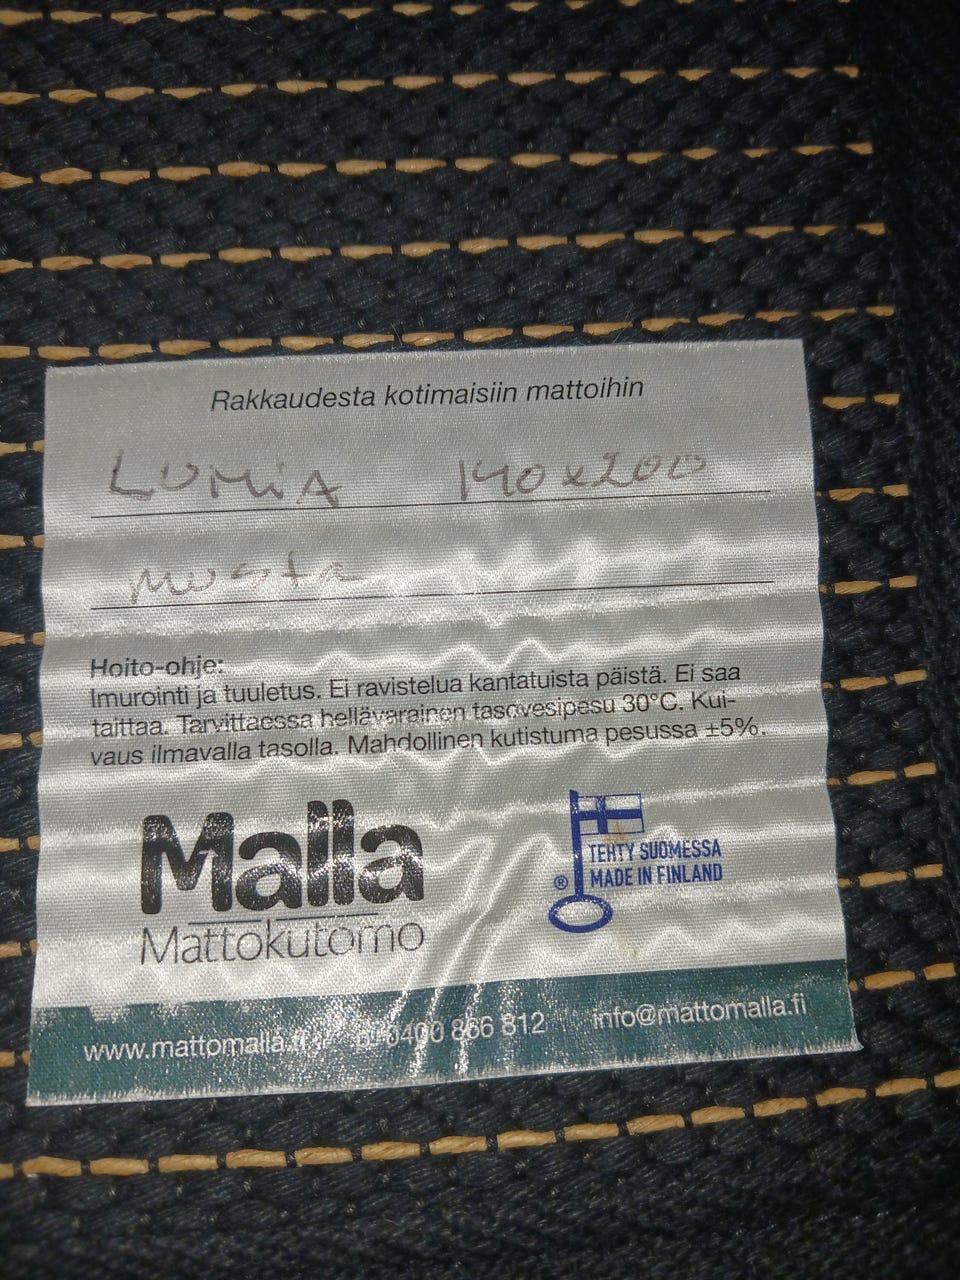 Rakkaudesta kotimaisiin mattoihin
LUMiA 140x200
musta
Hoito-ohje:
Imurointi ja tuuletus. Ei ravistelua kantatuista päistä. Ei saa
taittaa. Tarvittaessa hellävarainen tasovesipesu 30°C. Kui-
vaus ilmavalla tasolla. Mahdollinen kutistuma pesussa ±5%.
Malla
Mattokutomo
TEHTY SUOMESSA
® MADE IN FINLAND
www.mattomalla.fi 0400 866 812 info@mattomalla.fi